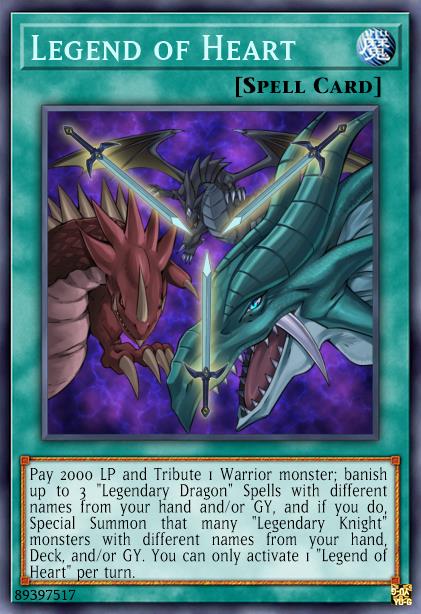 LEGEND OF HEART
魔
[SPELL CARD]
Pay 2000 LP and Tribute 1 Warrior monster; banish
up to 3 "Legendary Dragon" Spells with different
names from your hand and/or GY, and if you do,
Special Summon that many "Legendary Knight"
monsters with different names from your hand,
Deck, and/or GY. You can only activate 1 "Legend of
Heart" per turn.
89397517